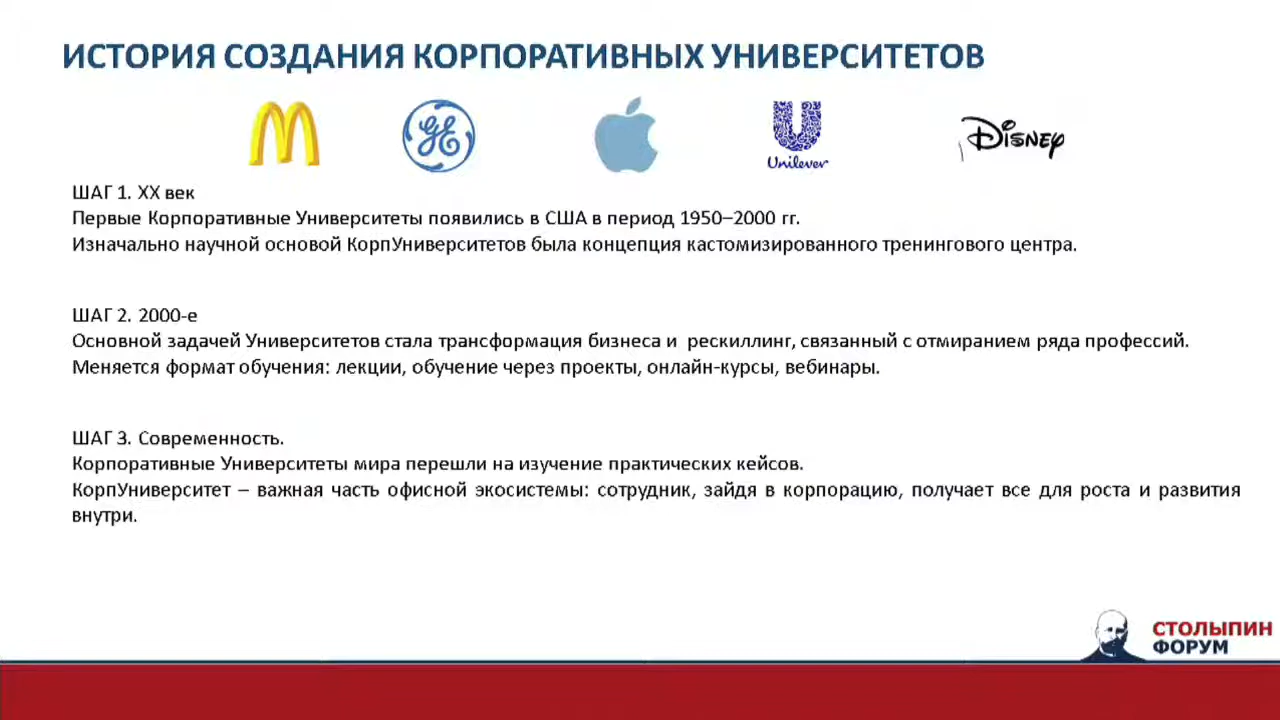 ИСТОРИЯ СОЗДАНИЯ КОРПОРАТИВНЫХ УНИВЕРСИТЕТОВ
Unilever
Disney
ШАГ 1. XX век
Первые Корпоративные Университеты появились в США в период 1950–2000 гг.
Изначально научной основой КорпУниверситетов была концепция кастомизированного тренингового центра.
ШАГ 2. 2000-е
Основной задачей Университетов стала трансформация бизнеса и рескиллинг, связанный с отмиранием ряда профессий.
Меняется формат обучения: лекции, обучение через проекты, онлайн-курсы, вебинары.
ШАГ 3. Современность.
Корпоративные Университеты мира перешли на изучение практических кейсов.
КорпУниверситет – важная часть офисной экосистемы: сотрудник, зайдя в корпорацию, получает все для роста и развития
внутри.
СТОЛЫПИН
ФОРУМ